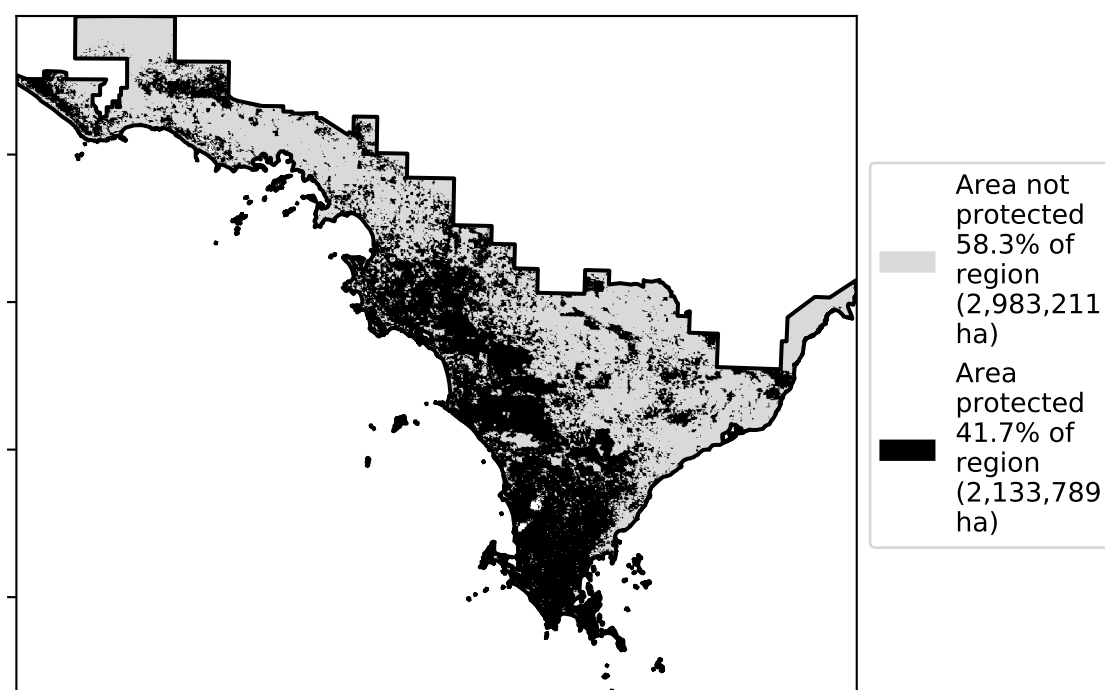 Area not
protected
58.3% of
region
(2,983,211
ha)
Area
protected
41.7% of
region
(2,133,789
ha)